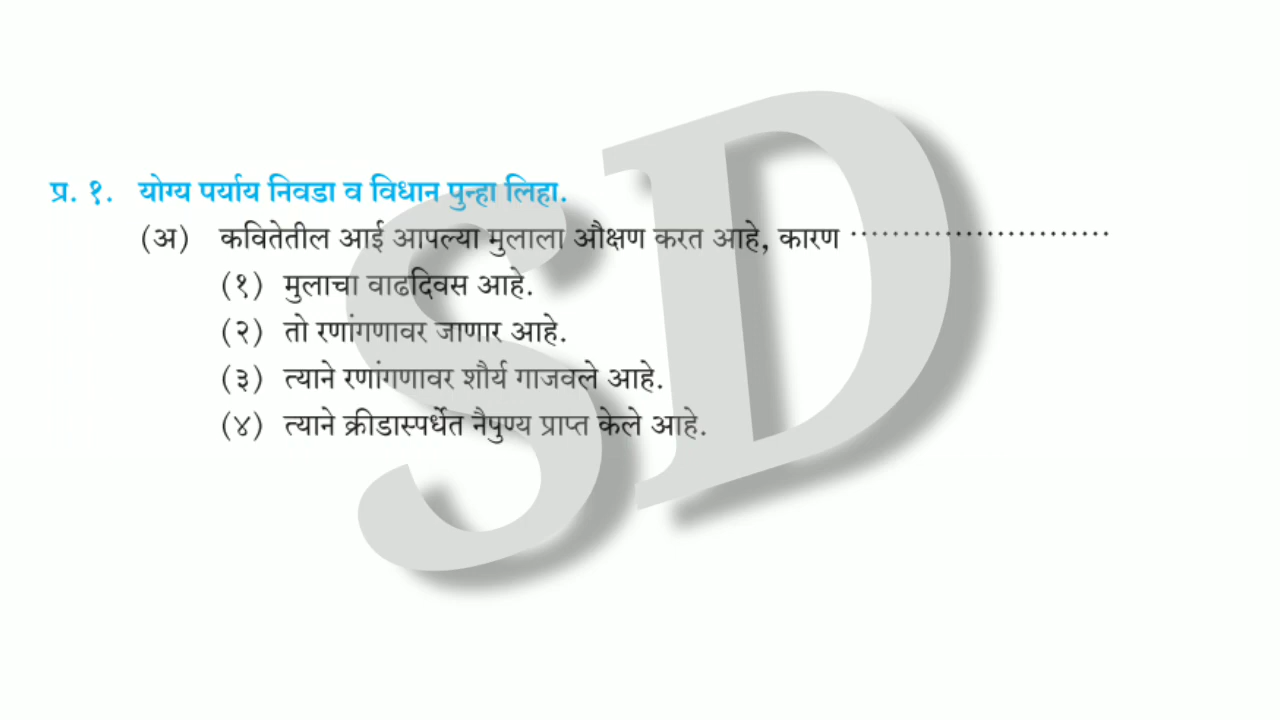 प्र. १. योग्य पर्याय निवडा व विधान पुन्हा लिहा.
(अ) कवितेतील आई आपल्या मुलाला औक्षण करत आहे, कारण ·························
(१) मुलाचा वाढदिवस आहे.
(२) तो रणांगणावर जाणार आहे.
(३) त्याने रणांगणावर शौर्य गाजवले आहे.
(४) त्याने क्रीडास्पर्धेत नैपुण्य प्राप्त केले आहे.
SD